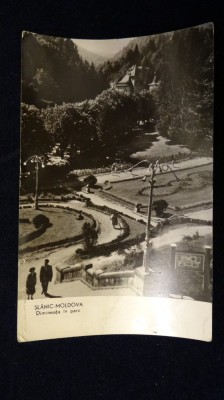 SLĂNIC-MOLDOVA
Dimineața în parc